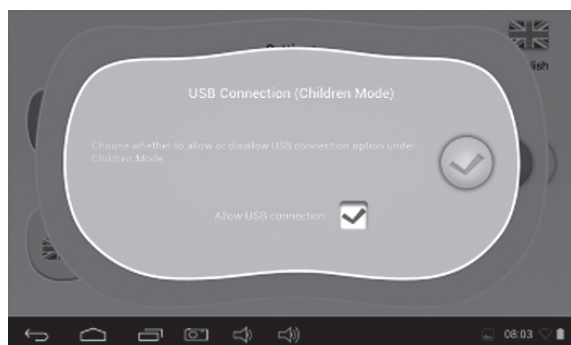 USB Connection (Children Mode)
Choose whether to allow or disallow USB connection option under
Children Mode.
Allow USB connection
08:03